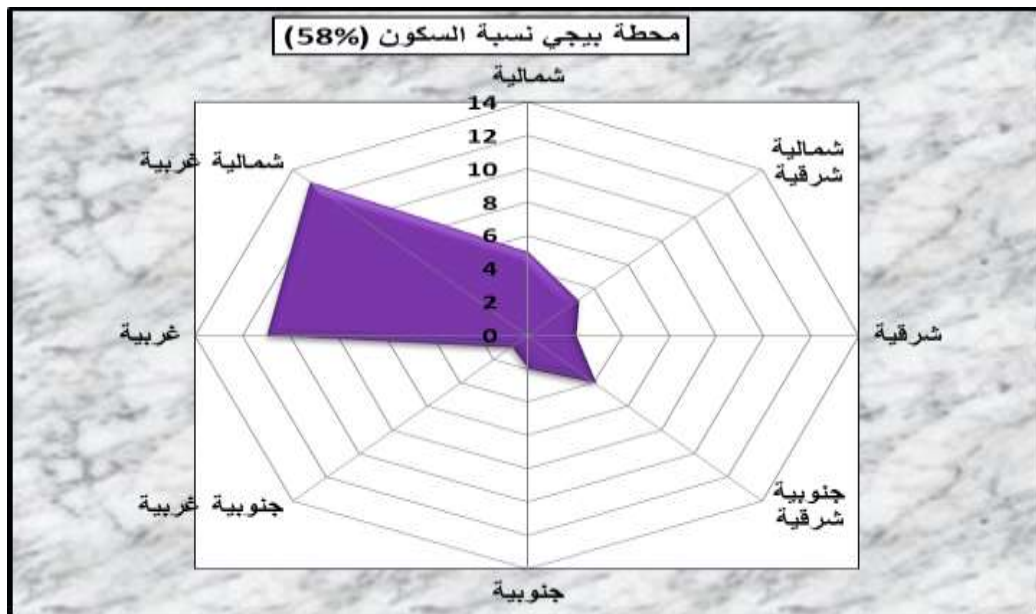 محطة بيجي نسبة السكون (58%)
شمالية
14
12
10
8
6
4
2
0
شمالية
شرقية
شرقية
جنوبية
شرقية
جنوبية
جنوبية غربية
غربية
شمالية غربية